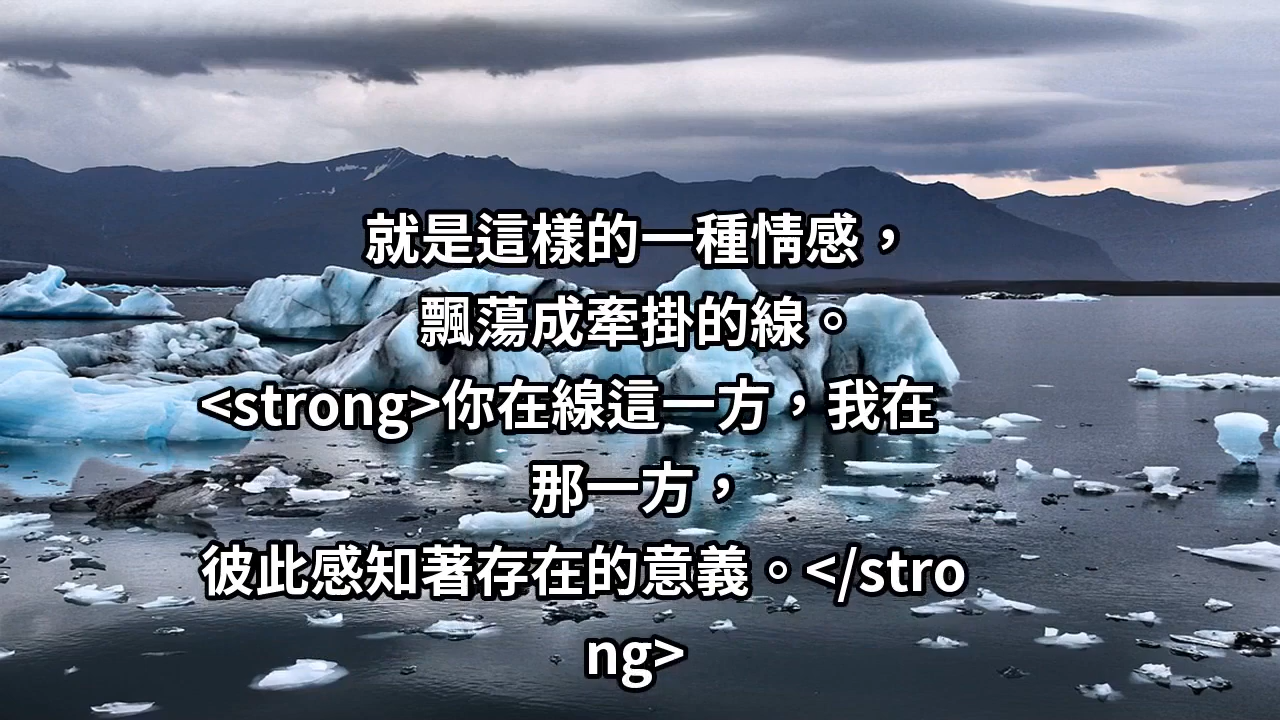 就是這樣的一種情感，
飄蕩成牽掛的線。
<strong>你在線這一方，我在
那一方，
彼此感知著存在的意義。</stro
ng>